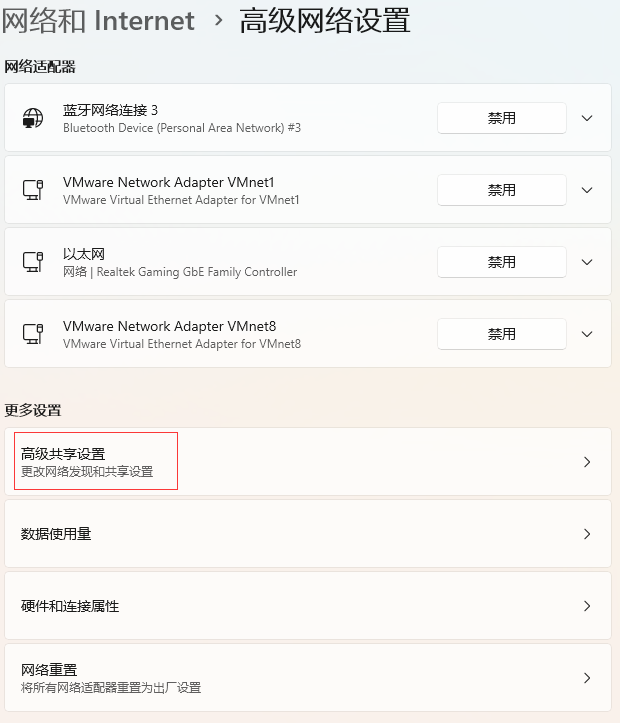 网络和 Internet › 高级网络设置
网络适配器
蓝牙网络连接 3
Bluetooth Device (Personal Area Network) #3
禁用
VMware Network Adapter VMnet1
VMware Virtual Ethernet Adapter for VMnet1
禁用
以太网
网络 | Realtek Gaming GbE Family Controller
禁用
VMware Network Adapter VMnet8
VMware Virtual Ethernet Adapter for VMnet8
禁用
更多设置
高级共享设置
更改网络发现和共享设置
数据使用量
硬件和连接属性
网络重置
将所有网络适配器重置为出厂设置